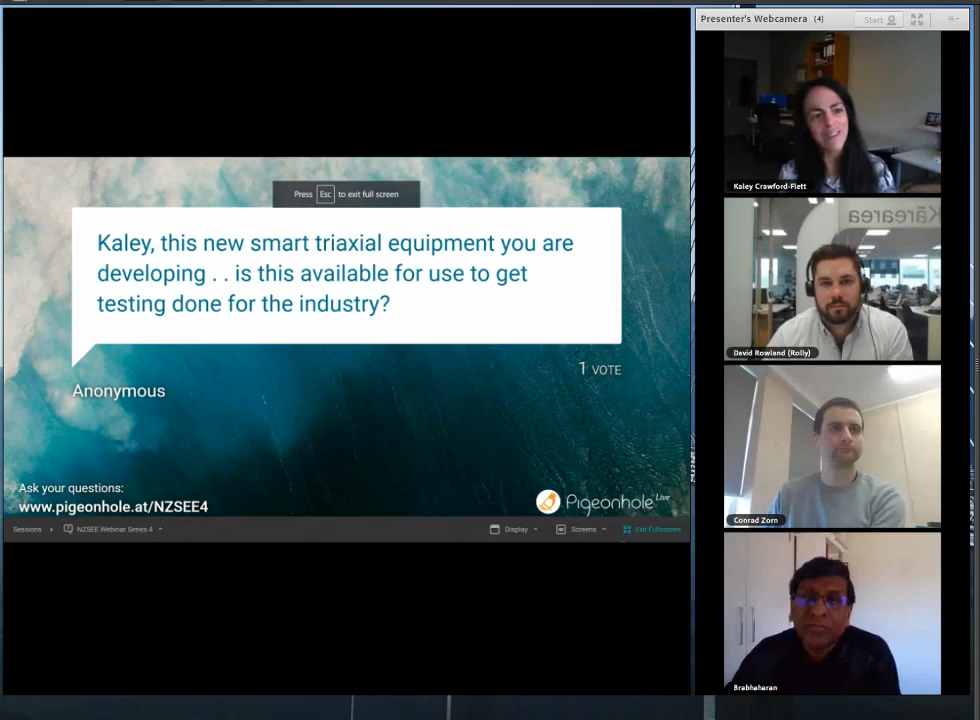 Presenter's Webcamera (4)
Start
Press Esc to exit full screen
Kaley, this new smart triaxial equipment you are
developing . . is this available for use to get
testing done for the industry?
1 VOTE
Anonymous
Ask your questions:
www.pigeonhole.at/NZSEE4
Pigeonhole Live
Sessions > NZSEE Webinar Series 4
Display
Screens
Exit Fullscreen
Kaley Crawford-Flett
Kārearea
David Rowland (Rolly)
Conrad Zorn
Brabhaharan